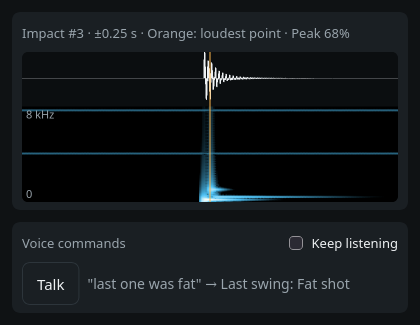 Impact #3 · ±0.25 s · Orange: loudest point · Peak 68%
8 kHz
0
Voice commands
Keep listening
Talk
"last one was fat" → Last swing: Fat shot